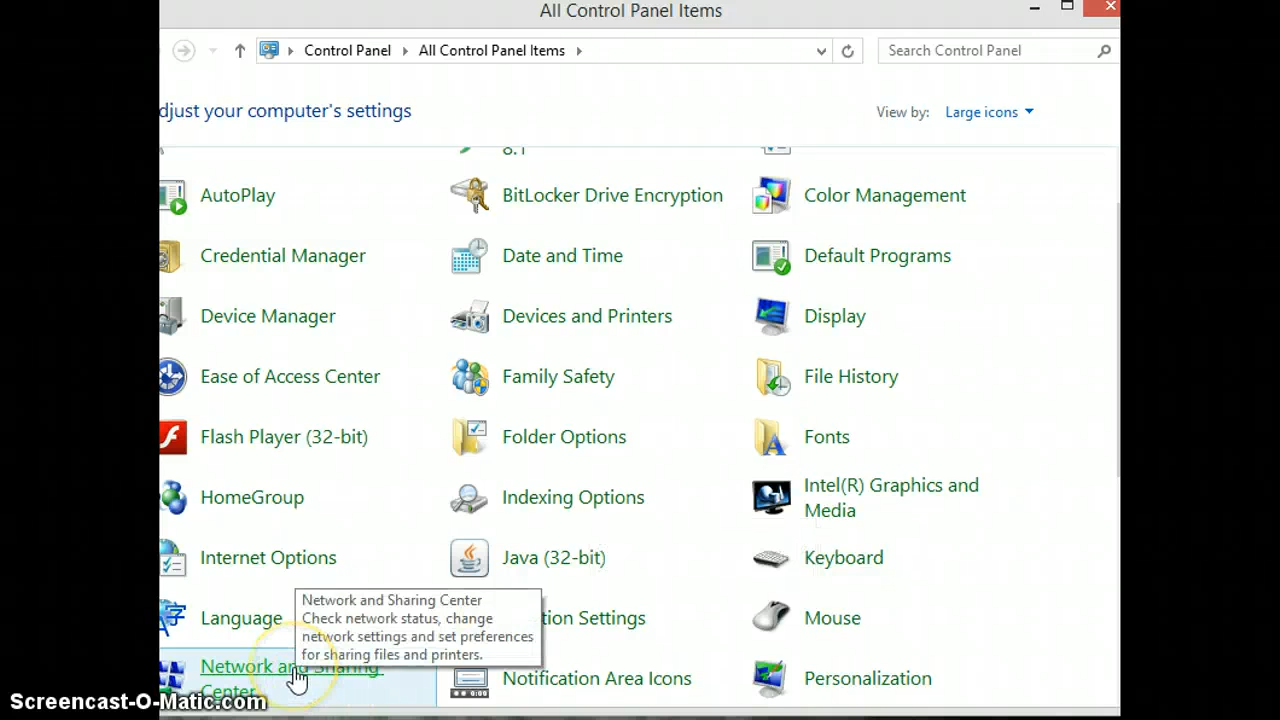 All Control Panel Items
Control Panel All Control Panel Items Search Control Panel
djust your computer's settings View by: Large icons
8.1
AutoPlay BitLocker Drive Encryption Color Management
Credential Manager Date and Time Default Programs
Device Manager Devices and Printers Display
Ease of Access Center Family Safety File History
Flash Player (32-bit) Folder Options Fonts
HomeGroup Indexing Options Intel(R) Graphics and
Media
Internet Options Java (32-bit) Keyboard
Network and Sharing Center
Check network status, change
network settings and set preferences
for sharing files and printers.
Language tion Settings Mouse
Network and Sharing
Center Notification Area Icons Personalization
Screencast-O-Matic.com